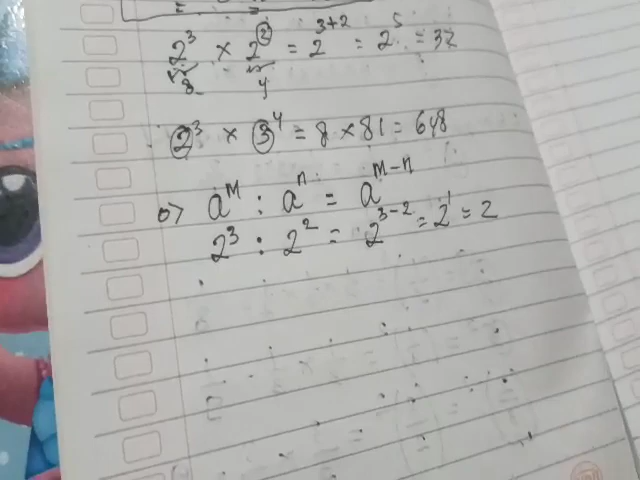 2³ × 2² = 2³⁺² = 2⁵ = 32
8 4
2³ × 3⁴ = 8 × 81 = 648
=> aᵐ : aⁿ = aᵐ⁻ⁿ
2³ : 2² = 2³⁻² = 2¹ = 2